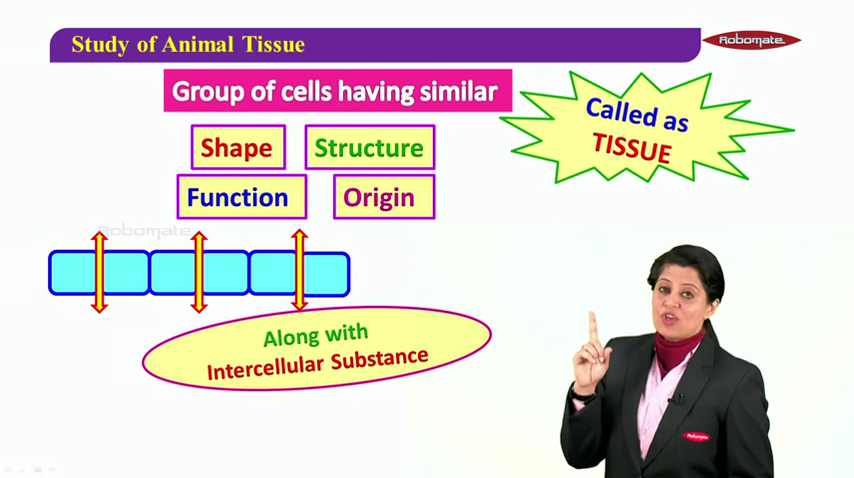 Study of Animal Tissue
Robomate
Group of cells having similar
Called as
TISSUE
Shape
Structure
Function
Origin
Robomate
Along with
Intercellular Substance
Robomate